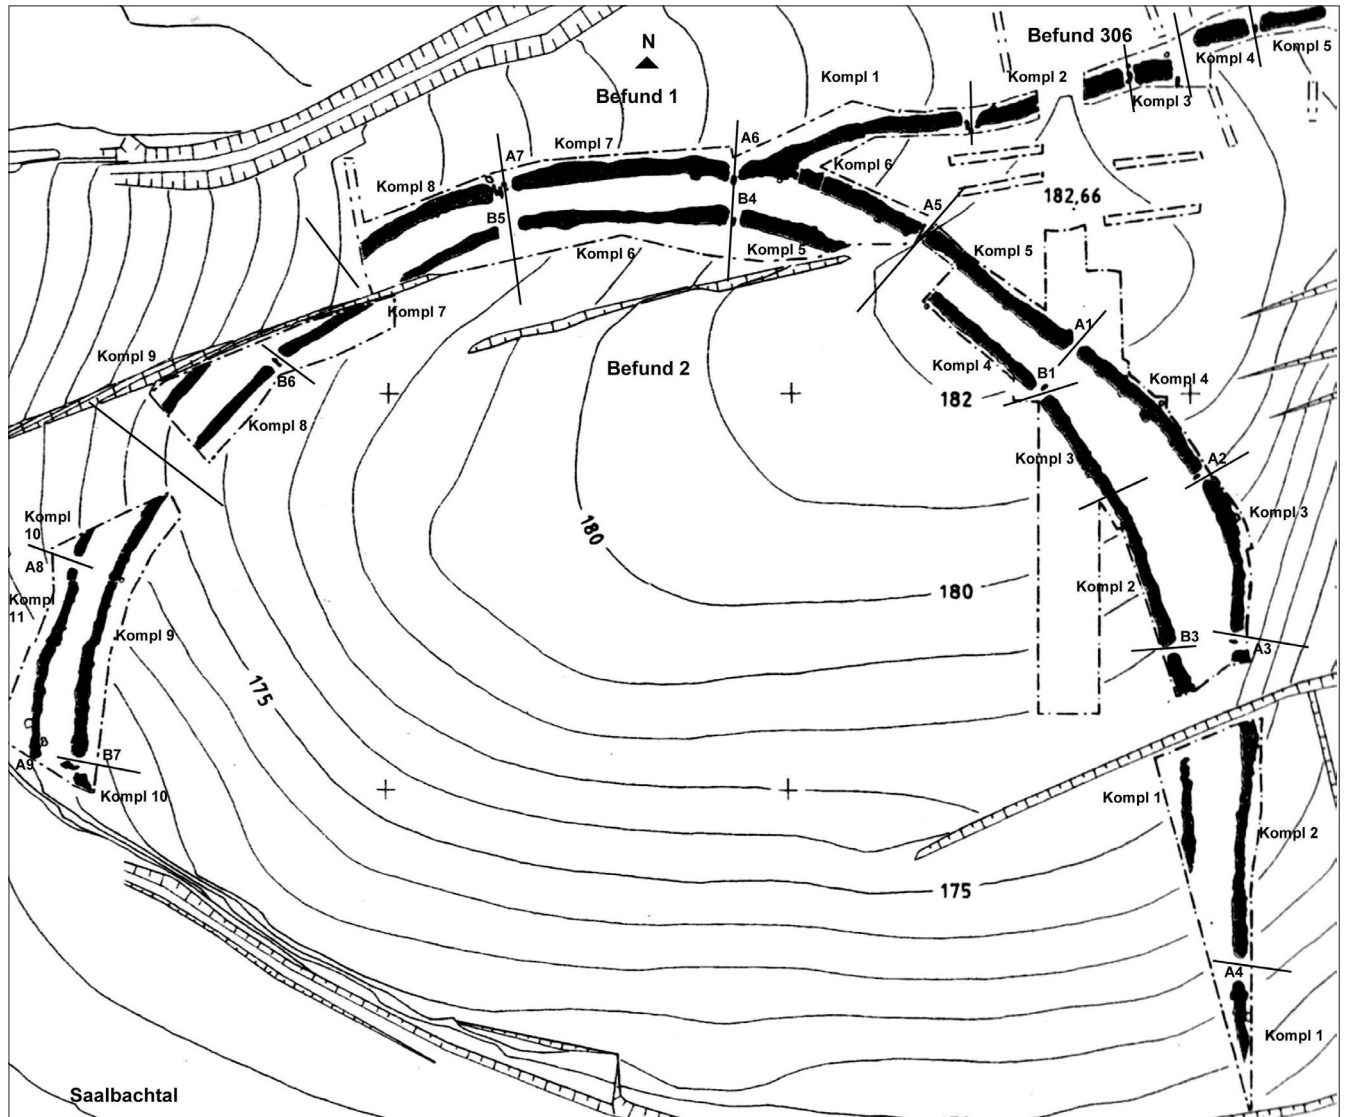 Befund 306
Kompl 5
Kompl 4
N
Kompl 1
Kompl 2
Befund 1
Kompl 3
A6
Kompl 7
A7
Kompl 6
Kompl 8
182,66
B4
A5
B5
Kompl 5
Kompl 6
Kompl 5
Kompl 7
A1
Kompl 9
Befund 2
Kompl 4
B1
Kompl 4
B6
182
Kompl 8
Kompl 3
A2
Kompl 3
Kompl
10
180
A8
Kompl 2
180
Kompl
11
Kompl 9
B3
A3
175
B7
A9
Kompl 10
Kompl 1
Kompl 2
175
A4
Kompl 1
Saalbachtal